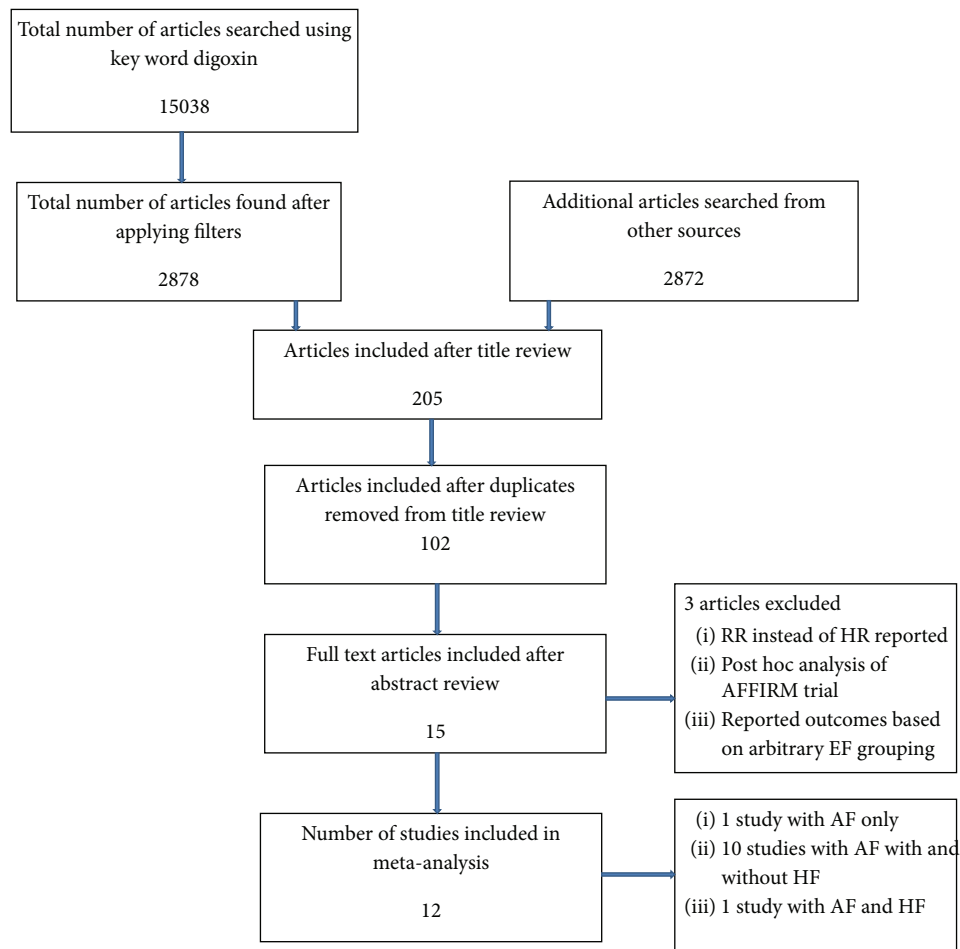 Total number of articles searched using
key word digoxin
15038
Total number of articles found after
applying filters
2878
Additional articles searched from
other sources
2872
Articles included after title review
205
Articles included after duplicates
removed from title review
102
Full text articles included after
abstract review
15
3 articles excluded
(i) RR instead of HR reported
(ii) Post hoc analysis of
AFFIRM trial
(iii) Reported outcomes based
on arbitrary EF grouping
Number of studies included in
meta-analysis
12
(i) 1 study with AF only
(ii) 10 studies with AF with and
without HF
(iii) 1 study with AF and HF